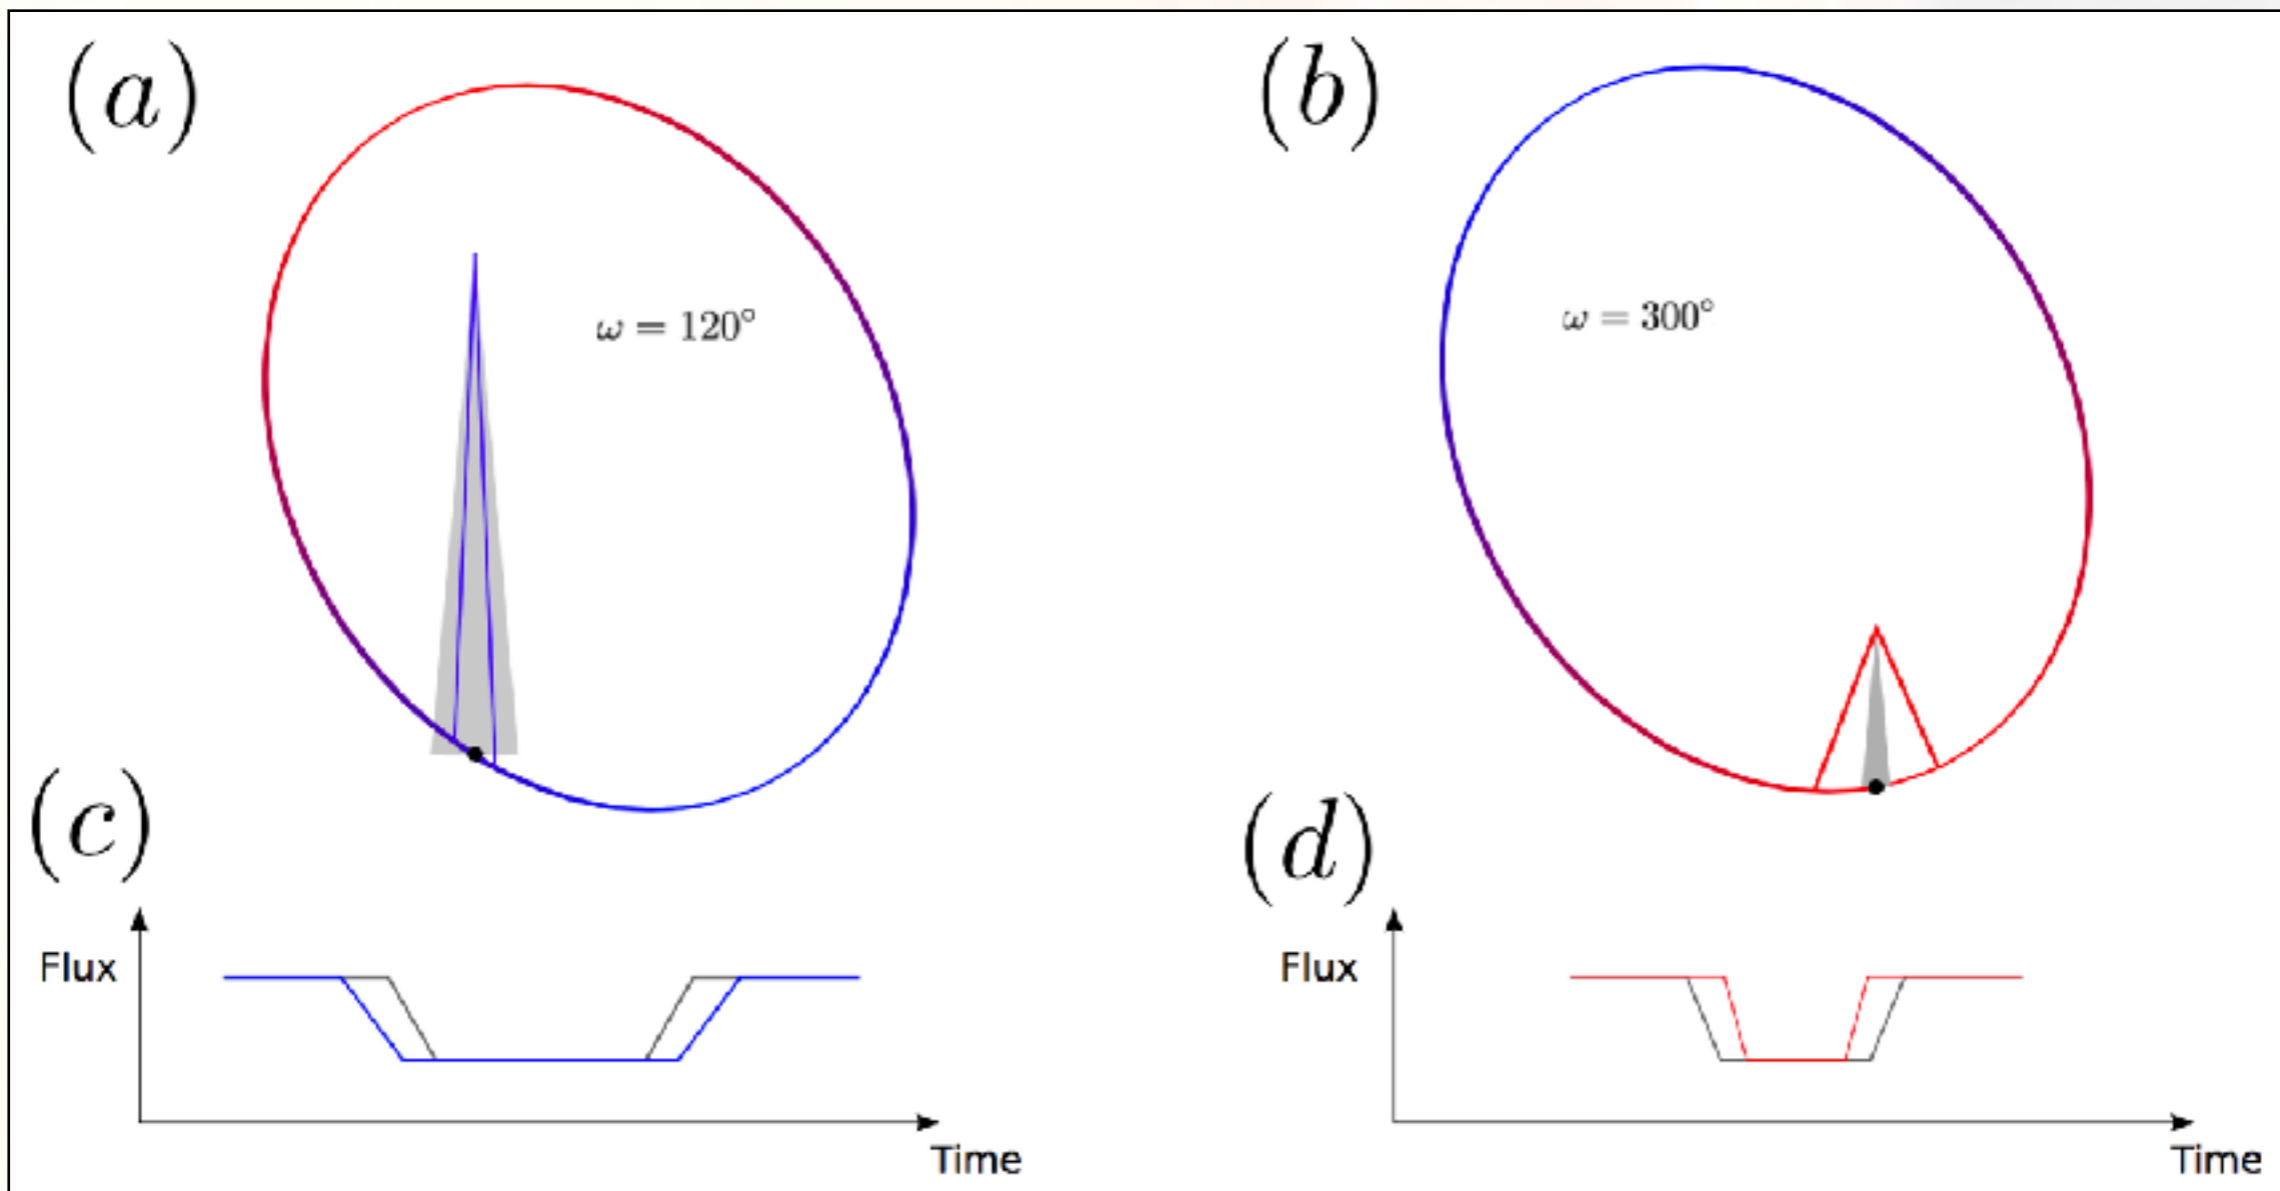 (a)
(b)
ω = 120°
ω = 300°
(c)
(d)
Flux
Flux
Time
Time